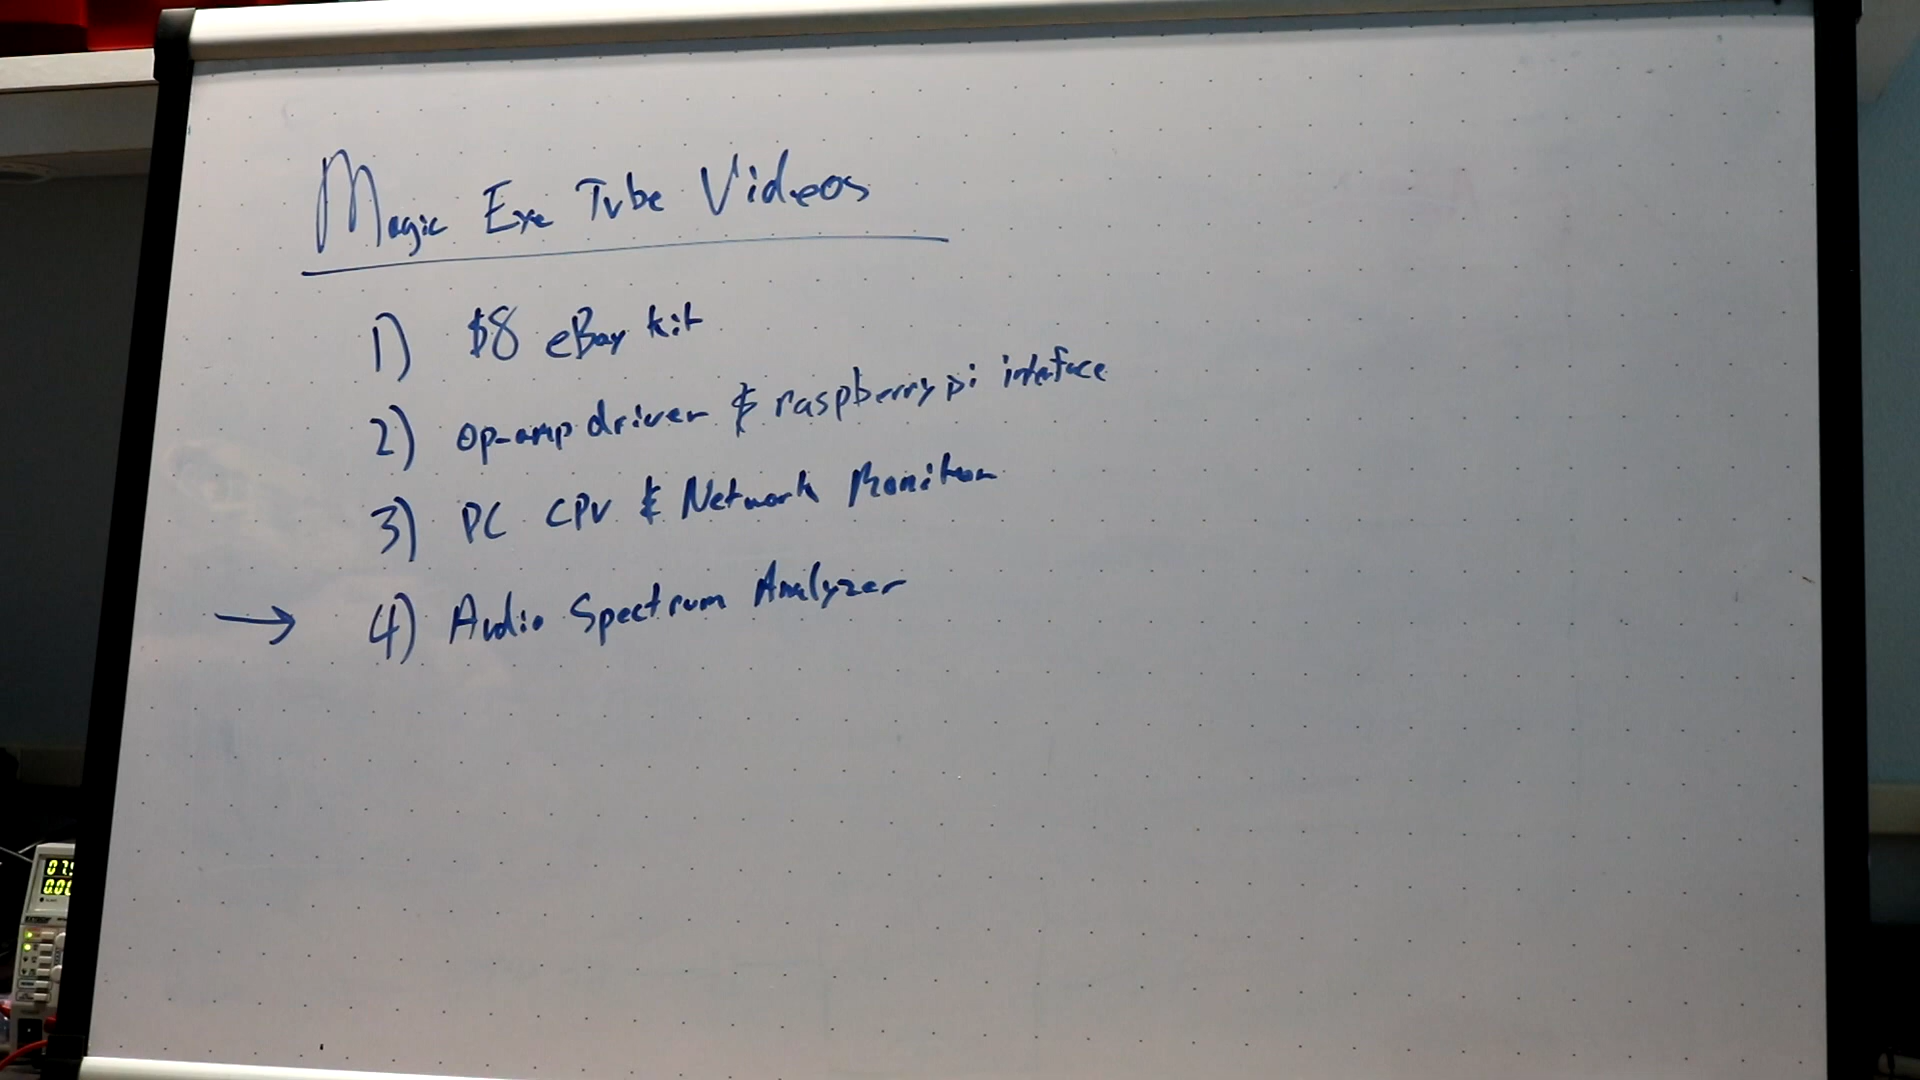 Magic Eye Tube Videos
1) $8 eBay kit
2) Op-amp driver & raspberry pi interface
3) PC CPU & Network Monitor
→ 4) Audio Spectrum Analyzer